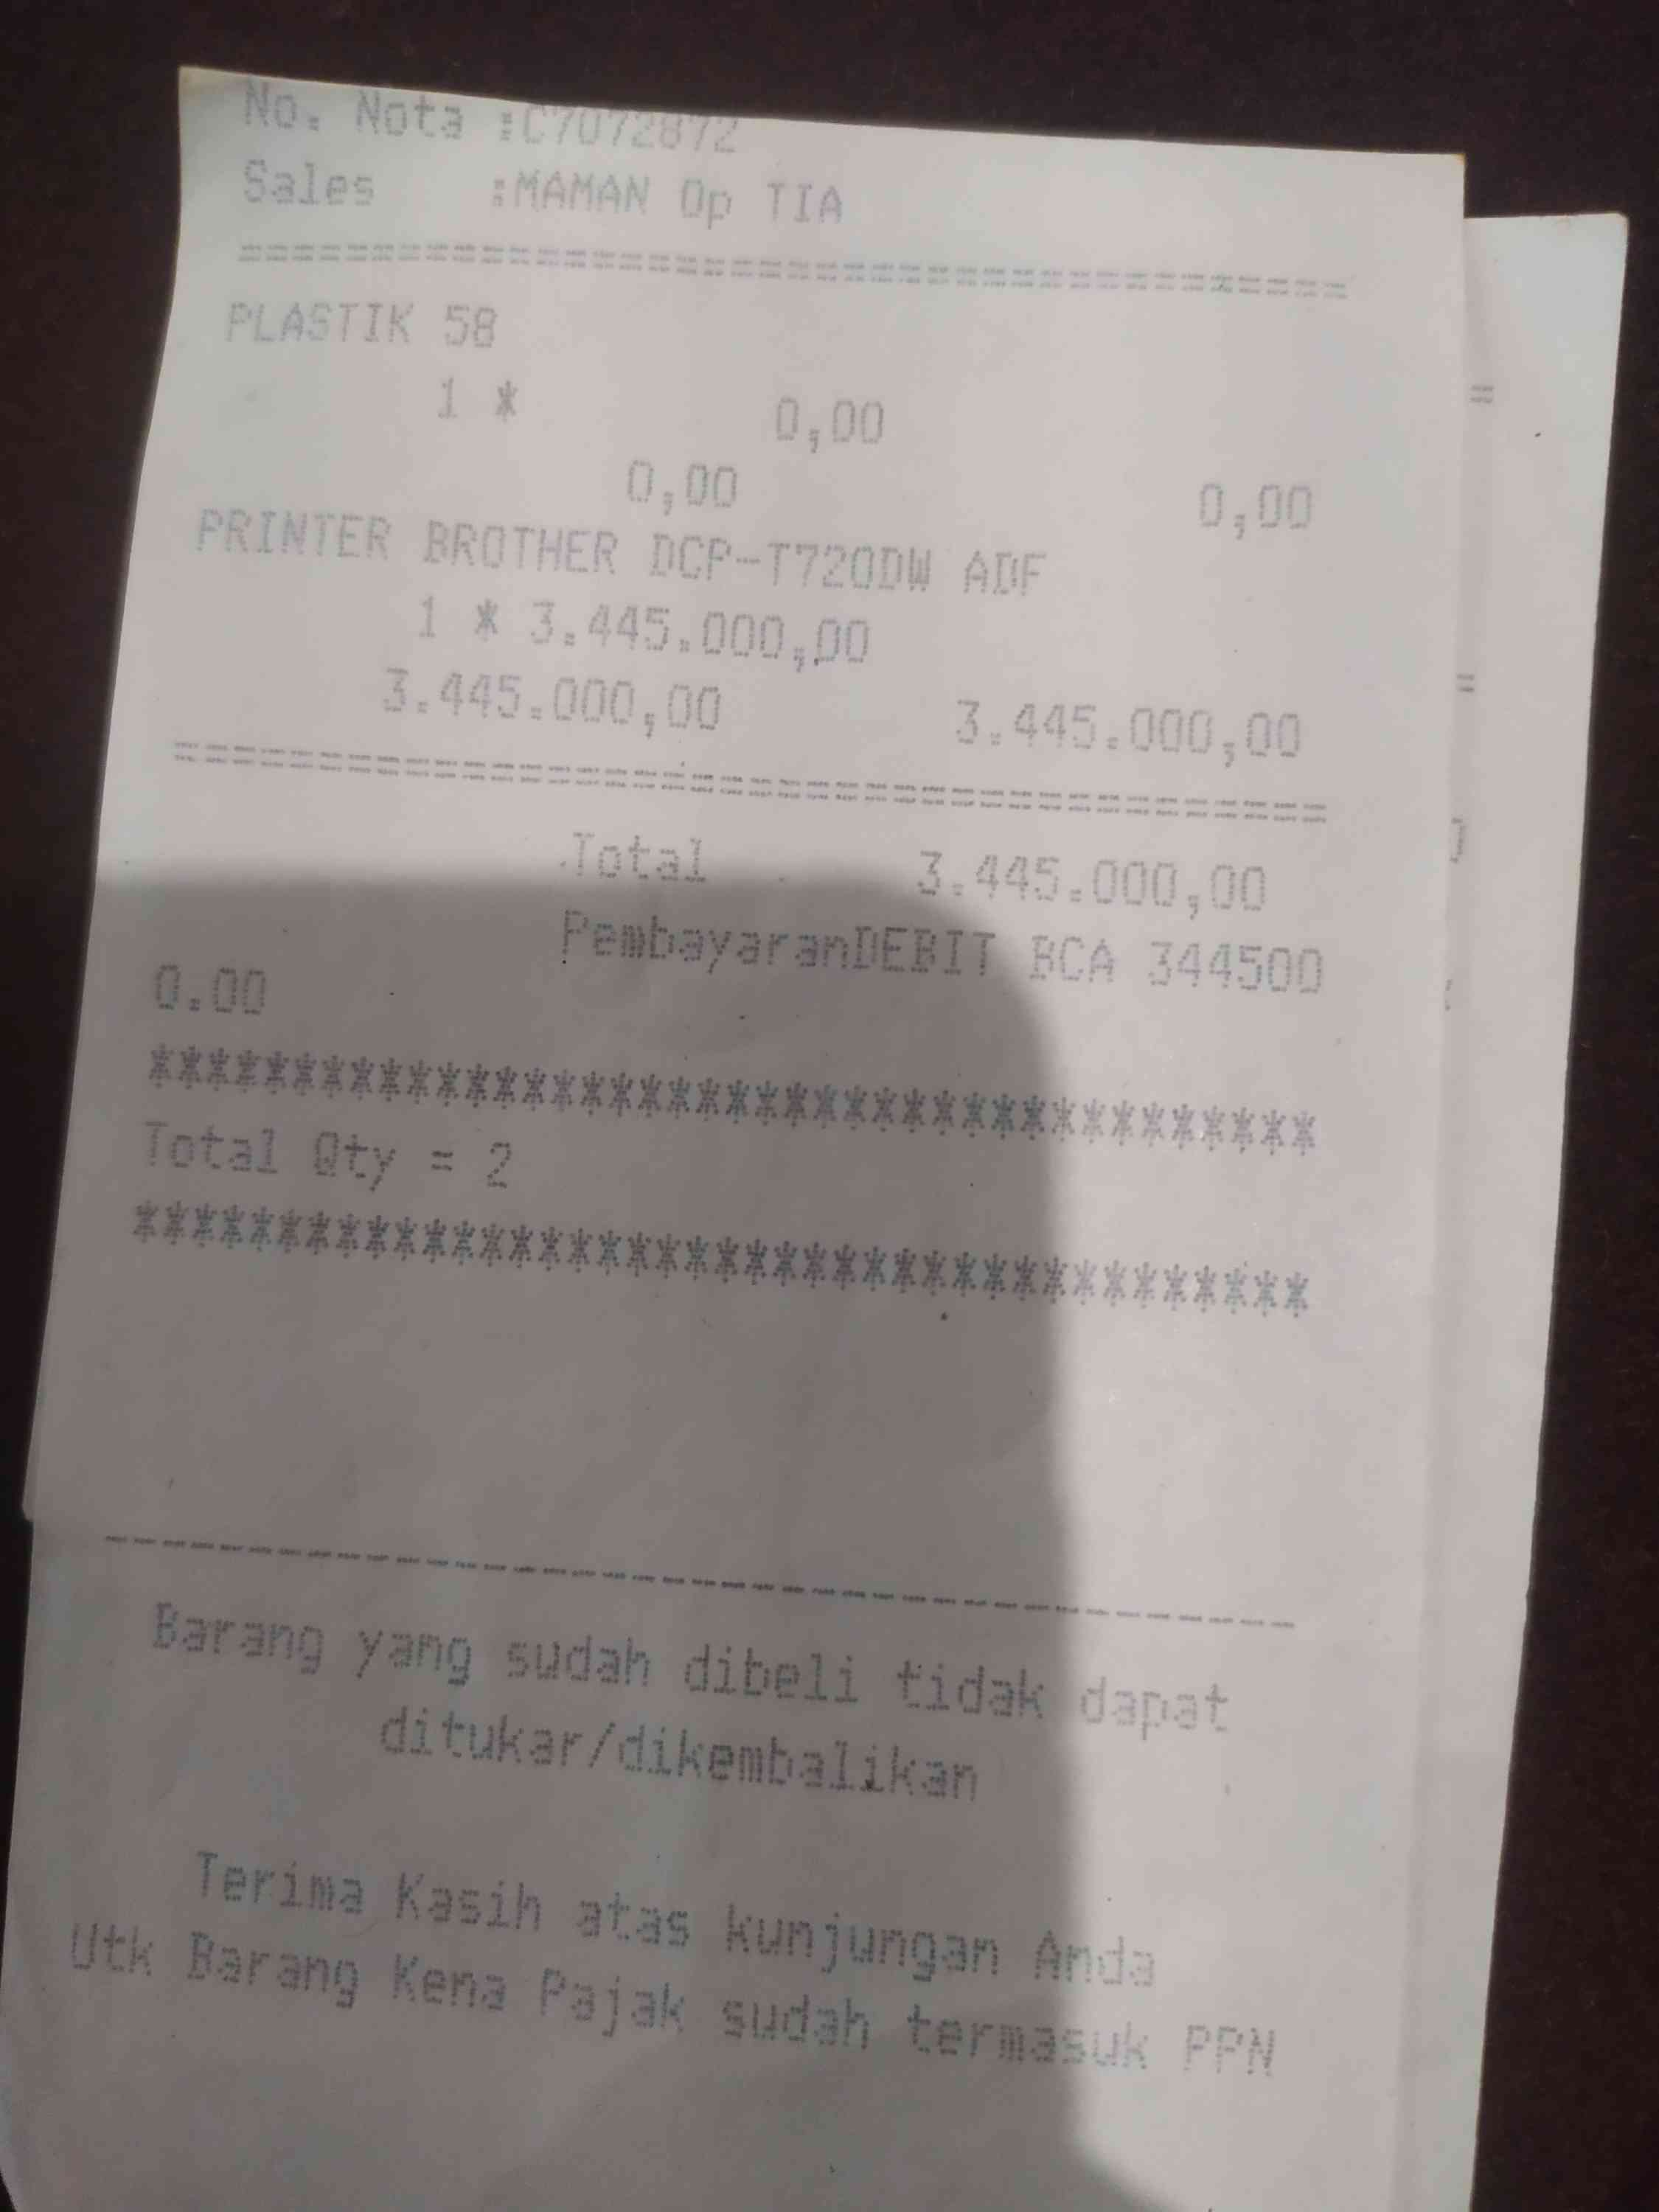 No. Nota :C7072872
Sales :MAMAN Op TIA
PLASTIK 58
1 * 0,00
0,00 0,00
PRINTER BROTHER DCP-T720DW ADF
1 * 3.445.000,00
3.445.000,00 3.445.000,00
Total 3.445.000,00
PembayaranDEBIT BCA 344500
0.00
****************************************
Total Qty = 2
****************************************
Barang yang sudah dibeli tidak dapat
ditukar/dikembalikan
Terima Kasih atas kunjungan Anda
Utk Barang Kena Pajak sudah termasuk PPN